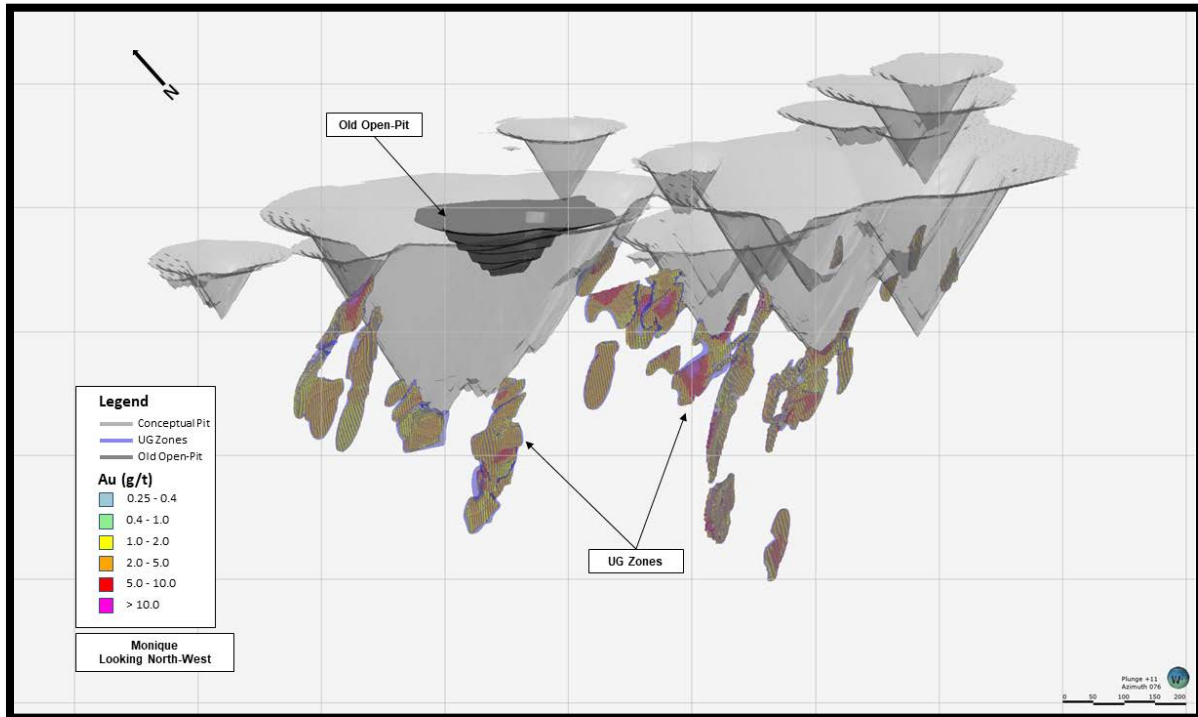 N
Old Open-Pit
Legend
Conceptual Pit
UG Zones
Old Open-Pit
Au (g/t)
0.25 - 0.4
0.4 - 1.0
1.0 - 2.0
2.0 - 5.0
5.0 - 10.0
> 10.0
UG Zones
Monique
Looking North-West
Plunge +11
Azimuth 076
0 50 100 150 200